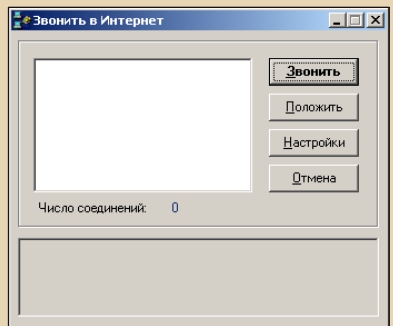 Звонить в Интернет
Звонить
Положить
Настройки
Отмена
Число соединений: 0